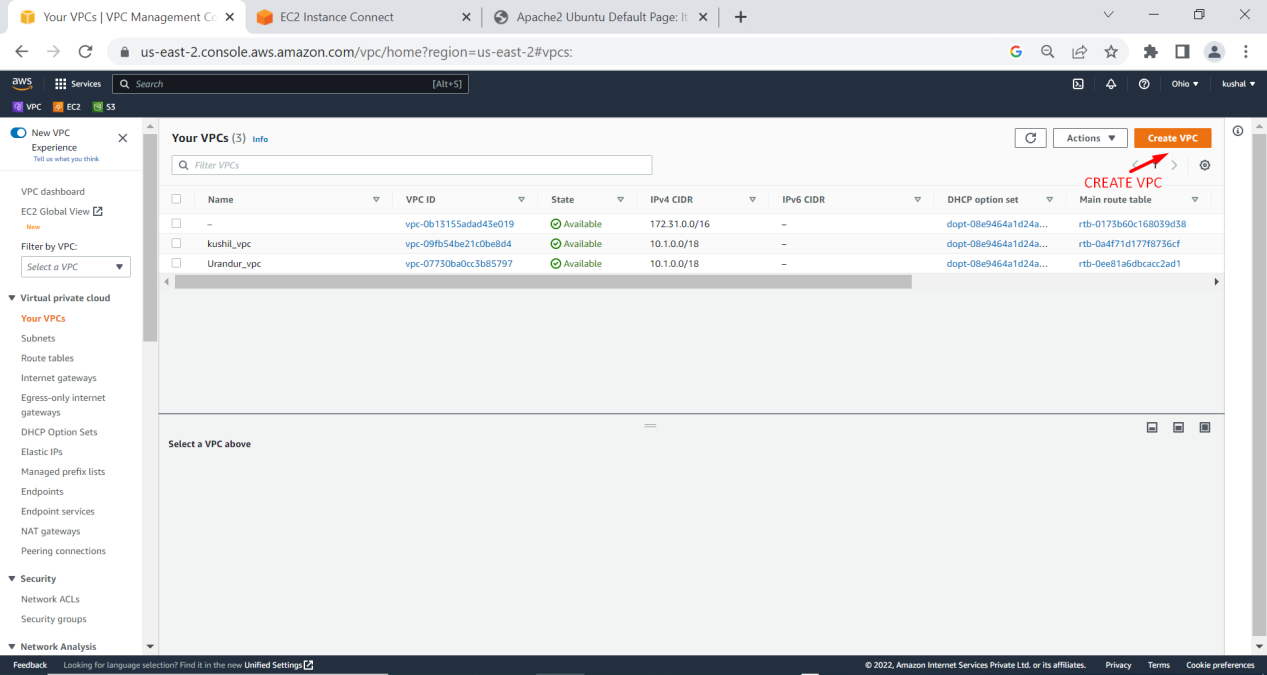 Your VPCs | VPC Management Co
EC2 Instance Connect
Apache2 Ubuntu Default Page: It
us-east-2.console.aws.amazon.com/vpc/home?region=us-east-2#vpcs:
aws
Services
Search
[Alt+S]
Ohio
kushal
VPC
EC2
S3
New VPC
Experience
Tell us what you think
VPC dashboard
EC2 Global View
New
Filter by VPC:
Select a VPC
Virtual private cloud
Your VPCs
Subnets
Route tables
Internet gateways
Egress-only internet
gateways
DHCP Option Sets
Elastic IPs
Managed prefix lists
Endpoints
Endpoint services
NAT gateways
Peering connections
Security
Network ACLs
Security groups
Network Analysis
Your VPCs (3) Info
Actions
Create VPC
Filter VPCs
1
CREATE VPC
Name VPC ID State IPv4 CIDR IPv6 CIDR DHCP option set Main route table
– vpc-0b13155adad43e019 Available 172.31.0.0/16 – dopt-08e9464a1d24a... rtb-0173b60c168039d38
kushil_vpc vpc-09fb54be21c0be8d4 Available 10.1.0.0/18 – dopt-08e9464a1d24a... rtb-0a4f71d177f8736cf
Urandur_vpc vpc-07730ba0cc3b85797 Available 10.1.0.0/18 – dopt-08e9464a1d24a... rtb-0ee81a6dbcacc2ad1
Select a VPC above
Feedback Looking for language selection? Find it in the new Unified Settings © 2022, Amazon Internet Services Private Ltd. or its affiliates. Privacy Terms Cookie preferences